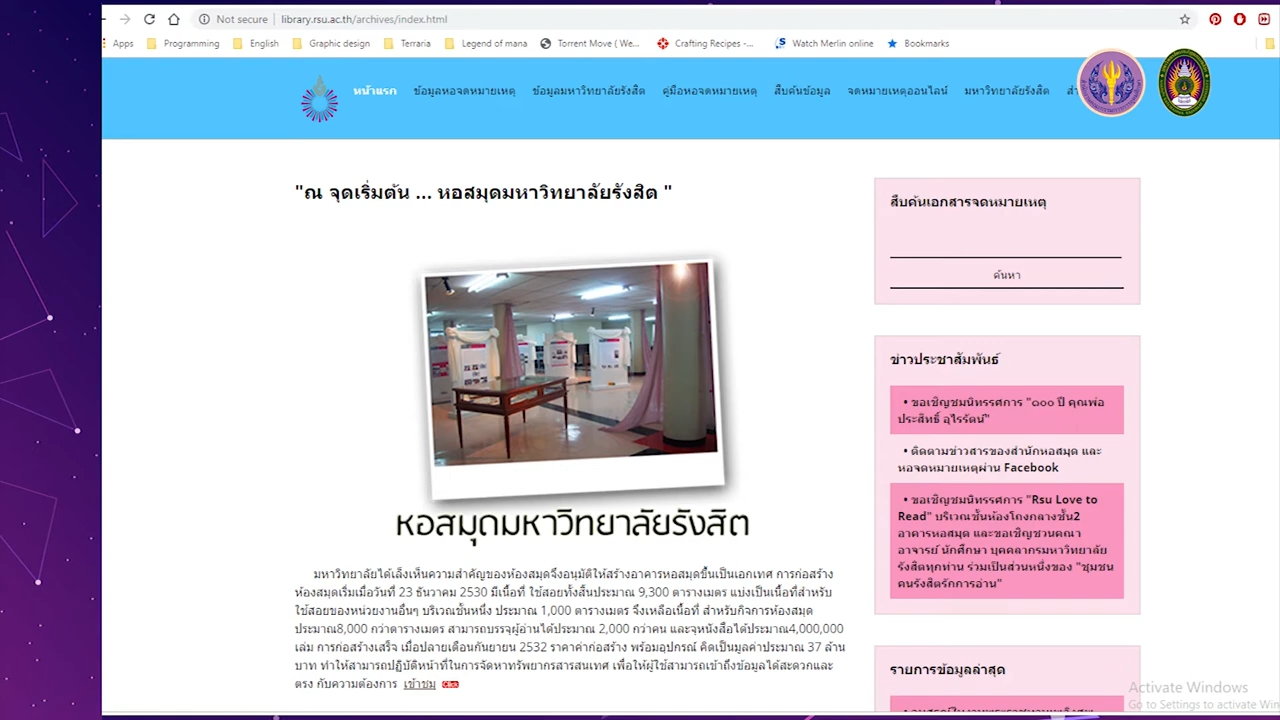 Not secure | library.rsu.ac.th/archives/index.html
Apps Programming English Graphic design Terraria Legend of mana Torrent Move ( We... Crafting Recipes -... Watch Merlin online Bookmarks
หน้าแรก ข้อมูลหอจดหมายเหตุ ข้อมูลมหาวิทยาลัยรังสิต คู่มือหอจดหมายเหตุ สืบค้นข้อมูล จดหมายเหตุออนไลน์ มหาวิทยาลัยรังสิต
"ณ จุดเริ่มต้น ... หอสมุดมหาวิทยาลัยรังสิต "
หอสมุดมหาวิทยาลัยรังสิต
มหาวิทยาลัยได้เล็งเห็นความสำคัญของห้องสมุดจึงอนุมัติให้สร้างอาคารหอสมุดขึ้นเป็นเอกเทศ การก่อสร้าง
ห้องสมุดเริ่มเมื่อวันที่ 23 ธันวาคม 2530 มีเนื้อที่ ใช้สอยทั้งสิ้นประมาณ 9,300 ตารางเมตร แบ่งเป็นเนื้อที่สำหรับ
ใช้สอยของหน่วยงานอื่นๆ บริเวณชั้นหนึ่ง ประมาณ 1,000 ตารางเมตร จึงเหลือเนื้อที่ สำหรับกิจการห้องสมุด
ประมาณ8,000 กว่าตารางเมตร สามารถบรรจุผู้อ่านได้ประมาณ 2,000 กว่าคน และจุหนังสือได้ประมาณ4,000,000
เล่ม การก่อสร้างเสร็จ เมื่อปลายเดือนกันยายน 2532 ราคาค่าก่อสร้าง พร้อมอุปกรณ์ คิดเป็นมูลค่าประมาณ 37 ล้าน
บาท ทำให้สามารถปฏิบัติหน้าที่ในการจัดหาทรัพยากรสารสนเทศ เพื่อให้ผู้ใช้สามารถเข้าถึงข้อมูลได้สะดวกและ
ตรง กับความต้องการ เข้าชม Click
สืบค้นเอกสารจดหมายเหตุ
ค้นหา
ข่าวประชาสัมพันธ์
• ขอเชิญชมนิทรรศการ "๑๐๐ ปี คุณพ่อ
ประสิทธิ์ อุไรรัตน์"
• ติดตามข่าวสารของสำนักหอสมุด และ
หอจดหมายเหตุผ่าน Facebook
• ขอเชิญชมนิทรรศการ "Rsu Love to
Read" บริเวณชั้นห้องโถงกลางชั้น2
อาคารหอสมุด และขอเชิญชวนคณา
อาจารย์ นักศึกษา บุคคลากรมหาวิทยาลัย
รังสิตทุกท่าน ร่วมเป็นส่วนหนึ่งของ "ชุมชน
คนรังสิตรักการอ่าน"
รายการข้อมูลล่าสุด
Activate Windows
Go to Settings to activate Win